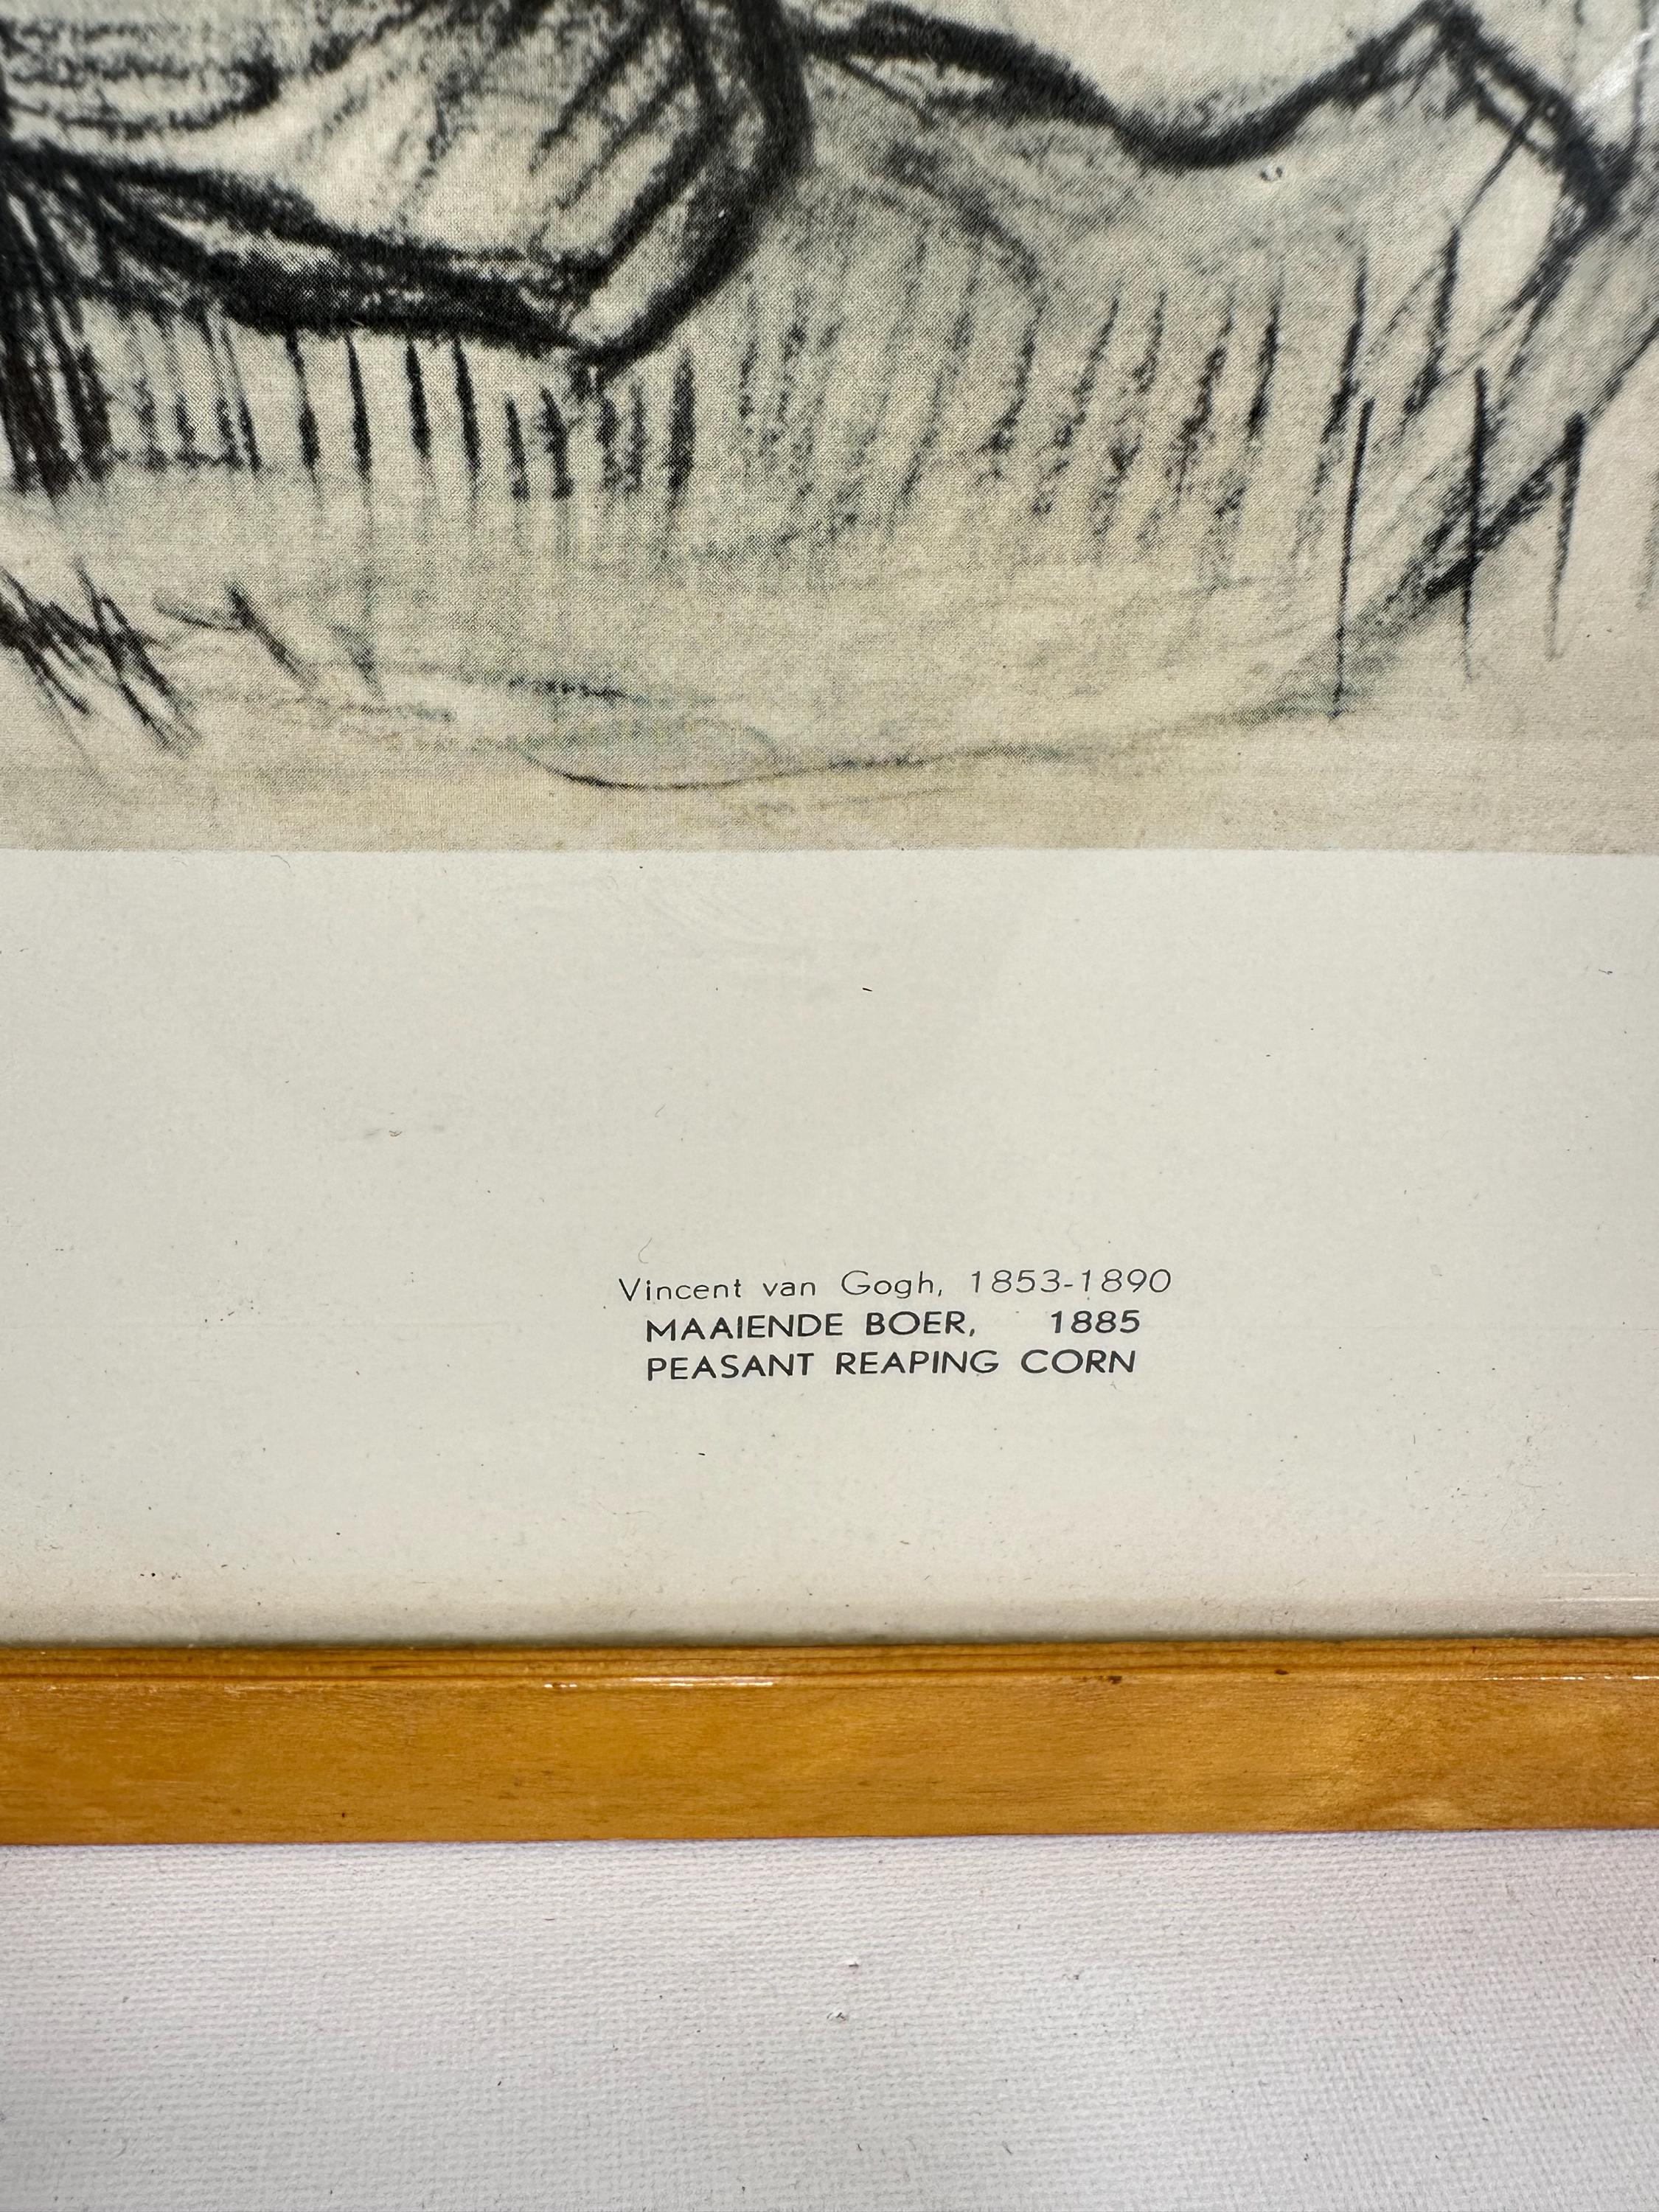 Vincent van Gogh, 1853-1890
MAAIENDE BOER, 1885
PEASANT REAPING CORN